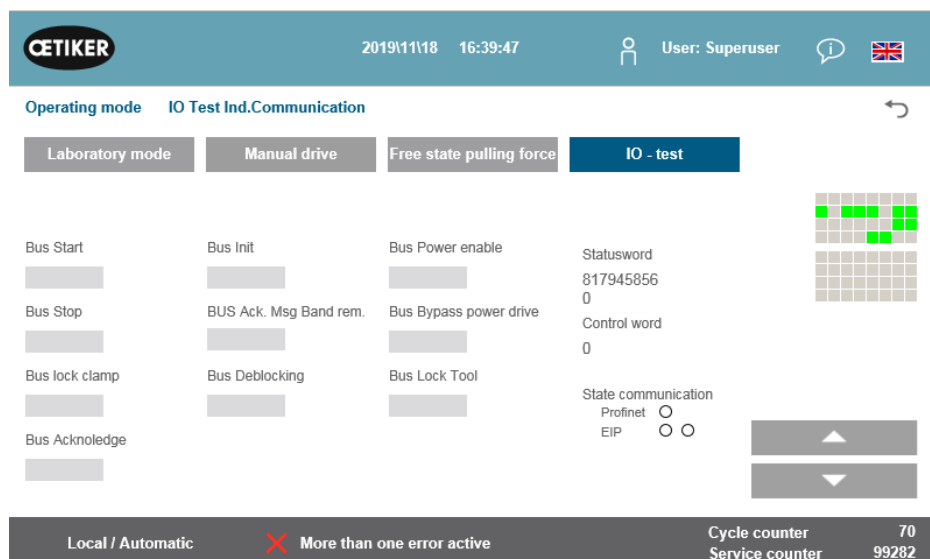 ŒTIKER
2019\11\18 16:39:47
User: Superuser
Operating mode IO Test Ind.Communication
Laboratory mode
Manual drive
Free state pulling force
IO - test
Bus Start
Bus Init
Bus Power enable
Statusword
817945856
0
Bus Stop
BUS Ack. Msg Band rem.
Bus Bypass power drive
Control word
0
Bus lock clamp
Bus Deblocking
Bus Lock Tool
State communication
Profinet
EIP
Bus Acknoledge
Local / Automatic
More than one error active
Cycle counter 70
Service counter 99282